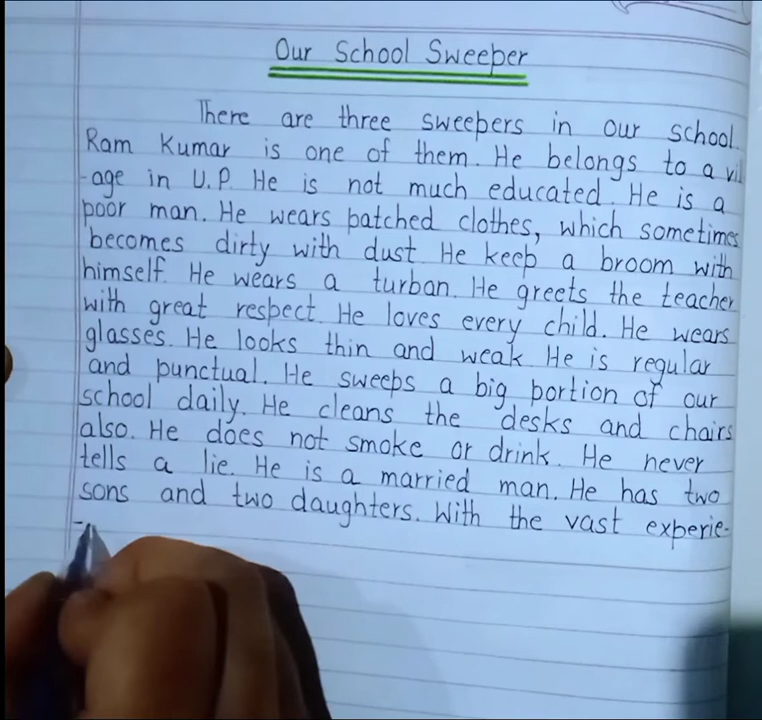 Our School Sweeper
There are three sweepers in our school.
Ram Kumar is one of them. He belongs to a vil
-age in U.P. He is not much educated. He is a
poor man. He wears patched clothes, which sometimes
becomes dirty with dust. He keep a broom with
himself. He wears a turban. He greets the teacher
with great respect. He loves every child. He wears
glasses. He looks thin and weak. He is regular
and punctual. He sweeps a big portion of our
school daily. He cleans the desks and chairs
also. He does not smoke or drink. He never
tells a lie. He is a married man. He has two
sons and two daughters. With the vast experie-
-